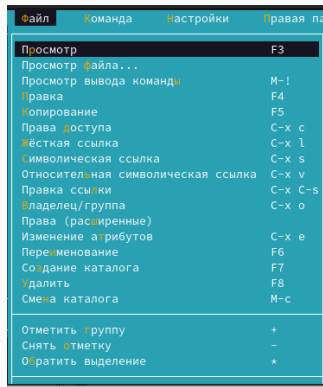 Файл Команда Настройки Правая па
Просмотр F3
Просмотр файла...
Просмотр вывода команды M-!
Правка F4
Копирование F5
Права доступа C-x c
Жёсткая ссылка C-x l
Символическая ссылка C-x s
Относительная символическая ссылка C-x v
Правка ссылки C-x C-s
Владелец/группа C-x o
Права (расширенные)
Изменение атрибутов C-x e
Переименование F6
Создание каталога F7
Удалить F8
Смена каталога M-c
Отметить группу +
Снять отметку -
Обратить выделение *